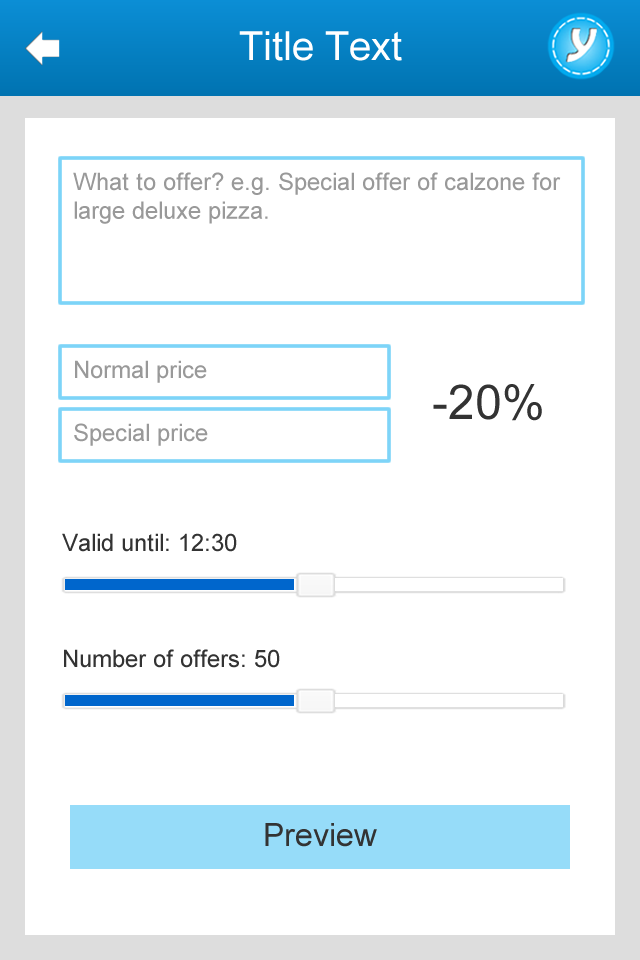 Title Text
y
What to offer? e.g. Special offer of calzone for
large deluxe pizza.
Normal price
-20%
Special price
Valid until: 12:30
Number of offers: 50
Preview